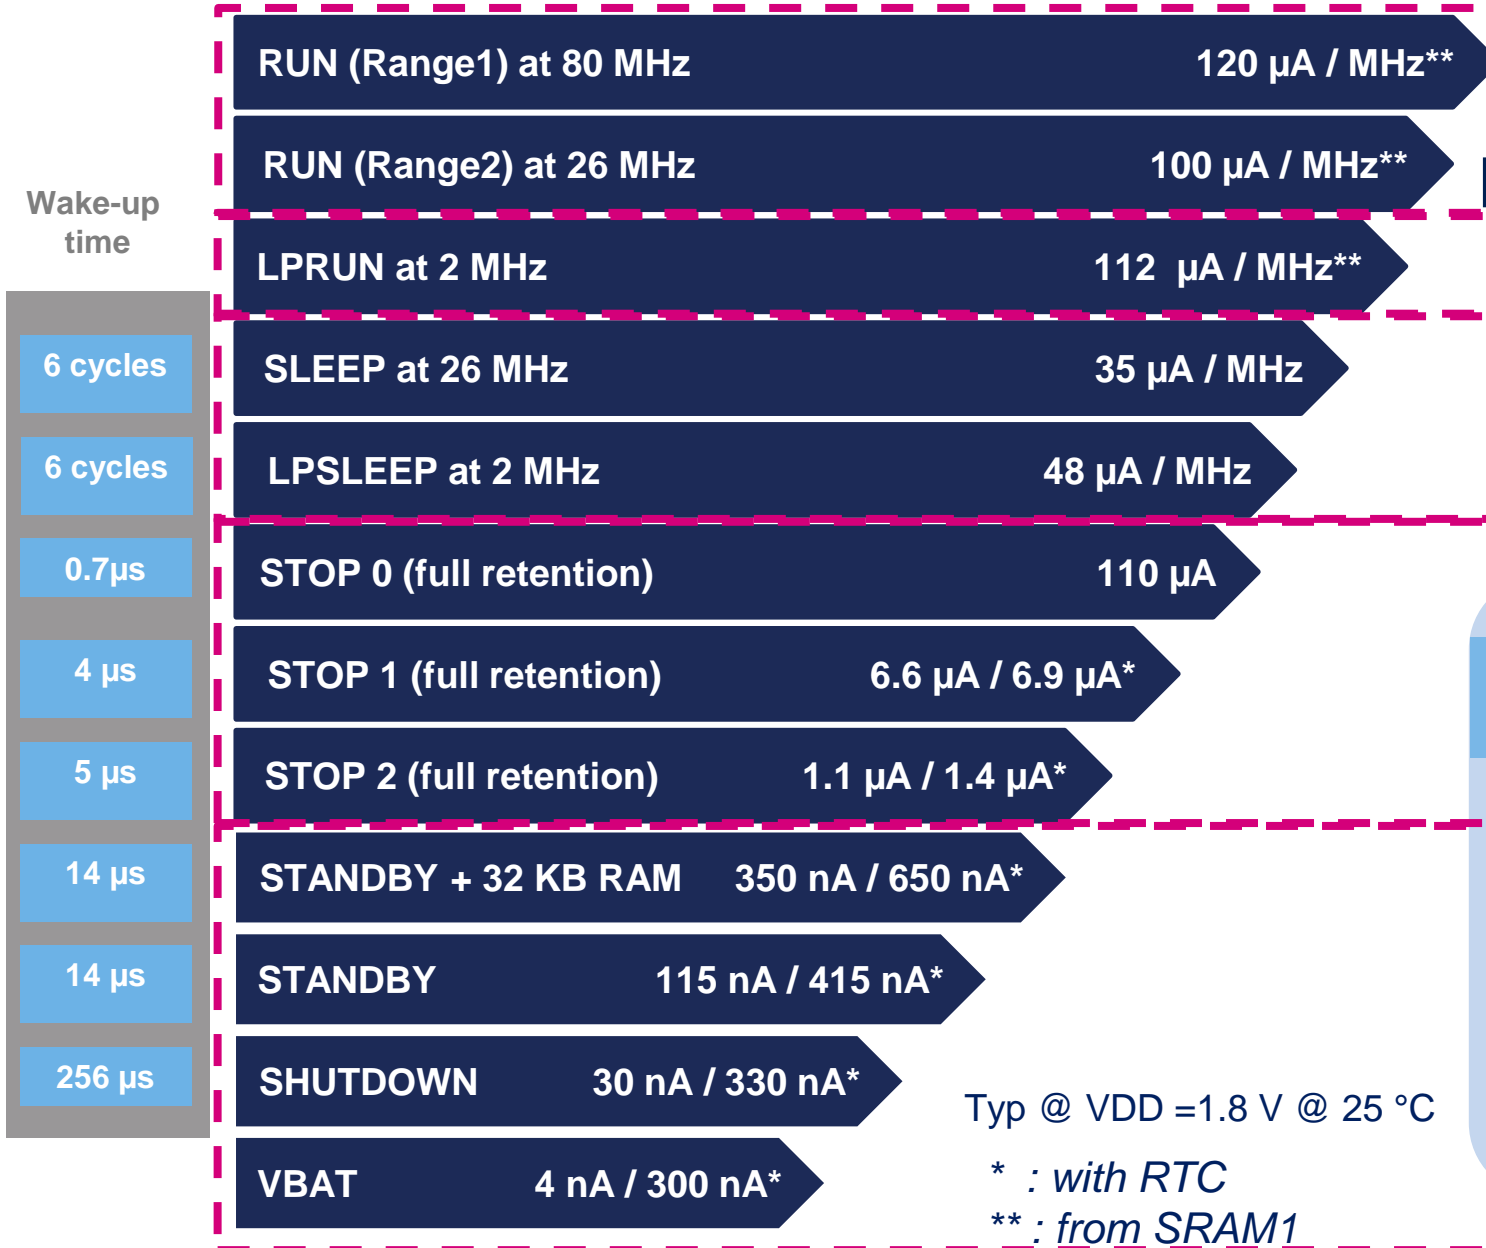 RUN (Range1) at 80 MHz 120 µA / MHz**
RUN (Range2) at 26 MHz 100 µA / MHz**
Wake-up
time
LPRUN at 2 MHz 112 µA / MHz**
6 cycles SLEEP at 26 MHz 35 µA / MHz
6 cycles LPSLEEP at 2 MHz 48 µA / MHz
0.7µs STOP 0 (full retention) 110 µA
4 µs STOP 1 (full retention) 6.6 µA / 6.9 µA*
5 µs STOP 2 (full retention) 1.1 µA / 1.4 µA*
14 µs STANDBY + 32 KB RAM 350 nA / 650 nA*
14 µs STANDBY 115 nA / 415 nA*
256 µs SHUTDOWN 30 nA / 330 nA*
VBAT 4 nA / 300 nA*
Typ @ VDD =1.8 V @ 25 °C
* : with RTC
** : from SRAM1